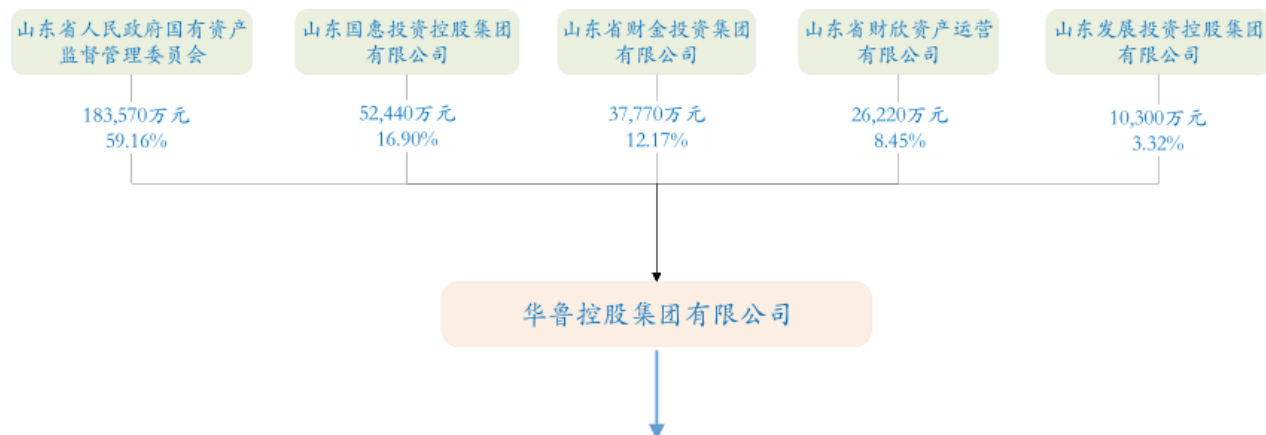 山东省人民政府国有资产
监督管理委员会
183,570万元
59.16%
山东国惠投资控股集团
有限公司
52,440万元
16.90%
山东省财金投资集团
有限公司
37,770万元
12.17%
山东省财欣资产运营
有限公司
26,220万元
8.45%
山东发展投资控股集团
有限公司
10,300万元
3.32%
华鲁控股集团有限公司